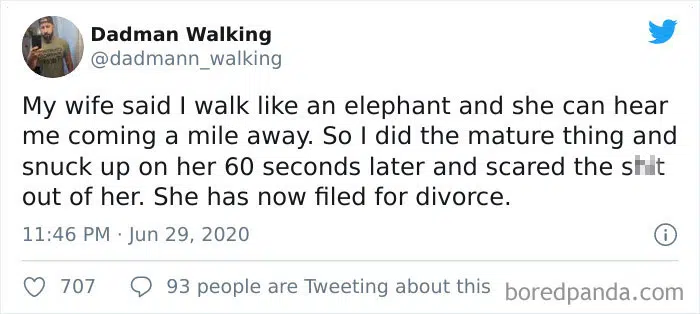 Dadman Walking
@dadmann_walking
My wife said I walk like an elephant and she can hear
me coming a mile away. So I did the mature thing and
snuck up on her 60 seconds later and scared the s t
out of her. She has now filed for divorce.
11:46 PM · Jun 29, 2020
707 93 people are Tweeting about this
boredpanda.com